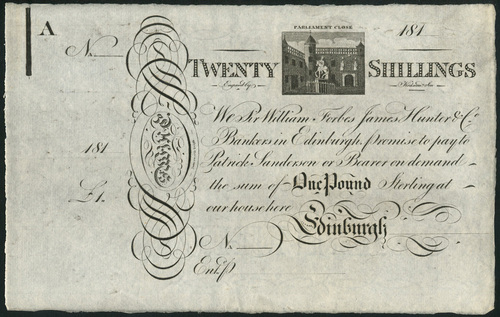 A
PARLIAMENT CLOSE
No
181
TWENTY SHILLINGS
We Sir William Forbes James Hunter & Co.
Bankers in Edinburgh, promise to pay to
181
Patrick Sanderson or Bearer on demand
£1.
the sum of One Pound Sterling at
our house here Edinburgh
No
Entd. p